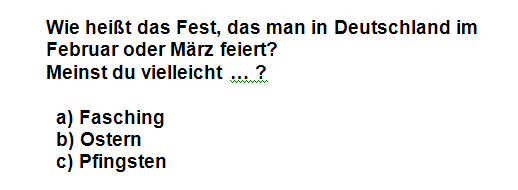 Wie heißt das Fest, das man in Deutschland im
Februar oder März feiert?
Meinst du vielleicht ... ?
a) Fasching
b) Ostern
c) Pfingsten